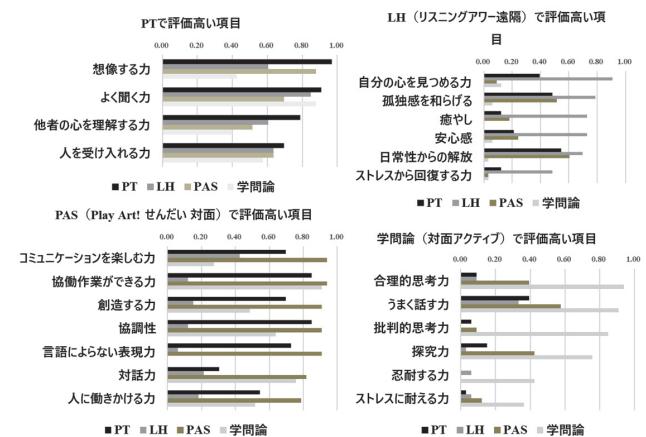 PTで評価高い項目
0.00 0.20 0.40 0.60 0.80 1.00
想像する力
よく聞く力
他者の心を理解する力
人を受け入れる力
PT LH PAS 学問論
LH（リスニングアワー遠隔）で評価高い項
目
0.00 0.20 0.40 0.60 0.80 1.00
自分の心を見つめる力
孤独感を和らげる
癒やし
安心感
日常性からの解放
ストレスから回復する力
PT LH PAS 学問論
PAS（Play Art! せんだい 対面）で評価高い項目
0.00 0.20 0.40 0.60 0.80 1.00
コミュニケーションを楽しむ力
協働作業ができる力
創造する力
協調性
言語によらない表現力
対話力
人に働きかける力
PT LH PAS 学問論
学問論（対面アクティブ）で評価高い項目
0.00 0.20 0.40 0.60 0.80 1.00
合理的思考力
うまく話す力
批判的思考力
探究力
忍耐する力
ストレスに耐える力
PT LH PAS 学問論